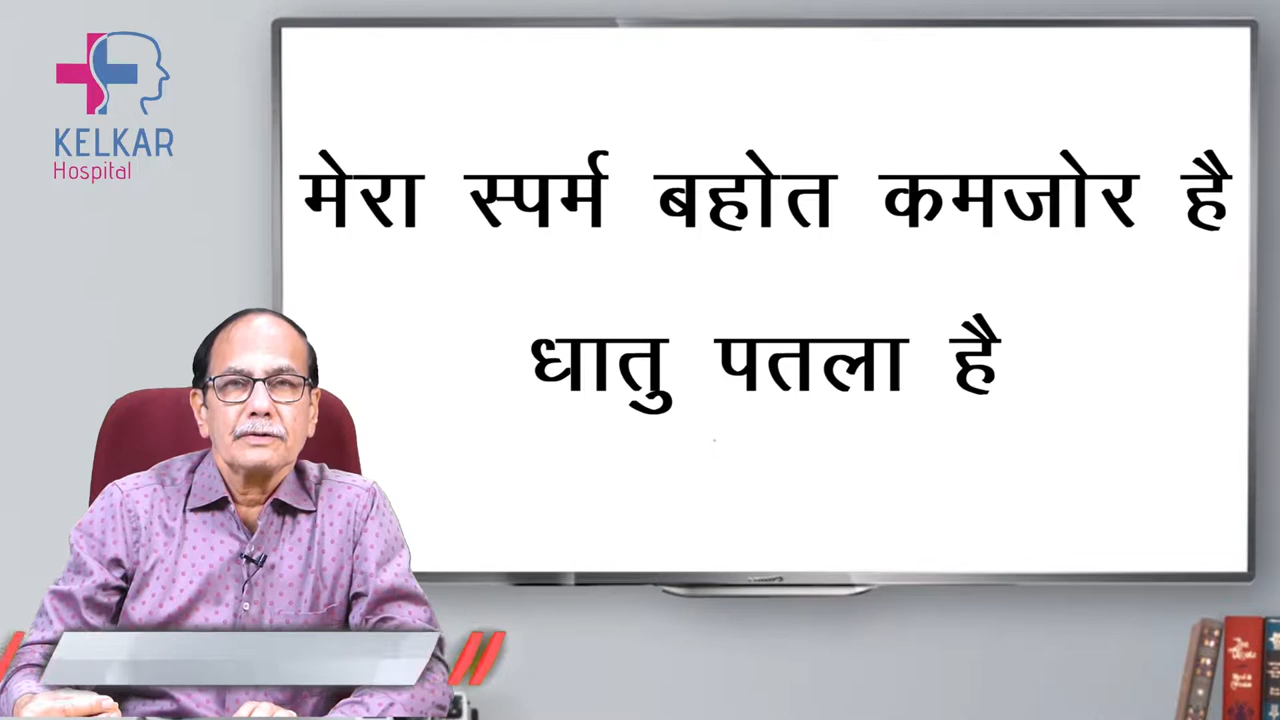 KELKAR
Hospital
मेरा स्पर्म बहोत कमजोर है
धातु पतला है